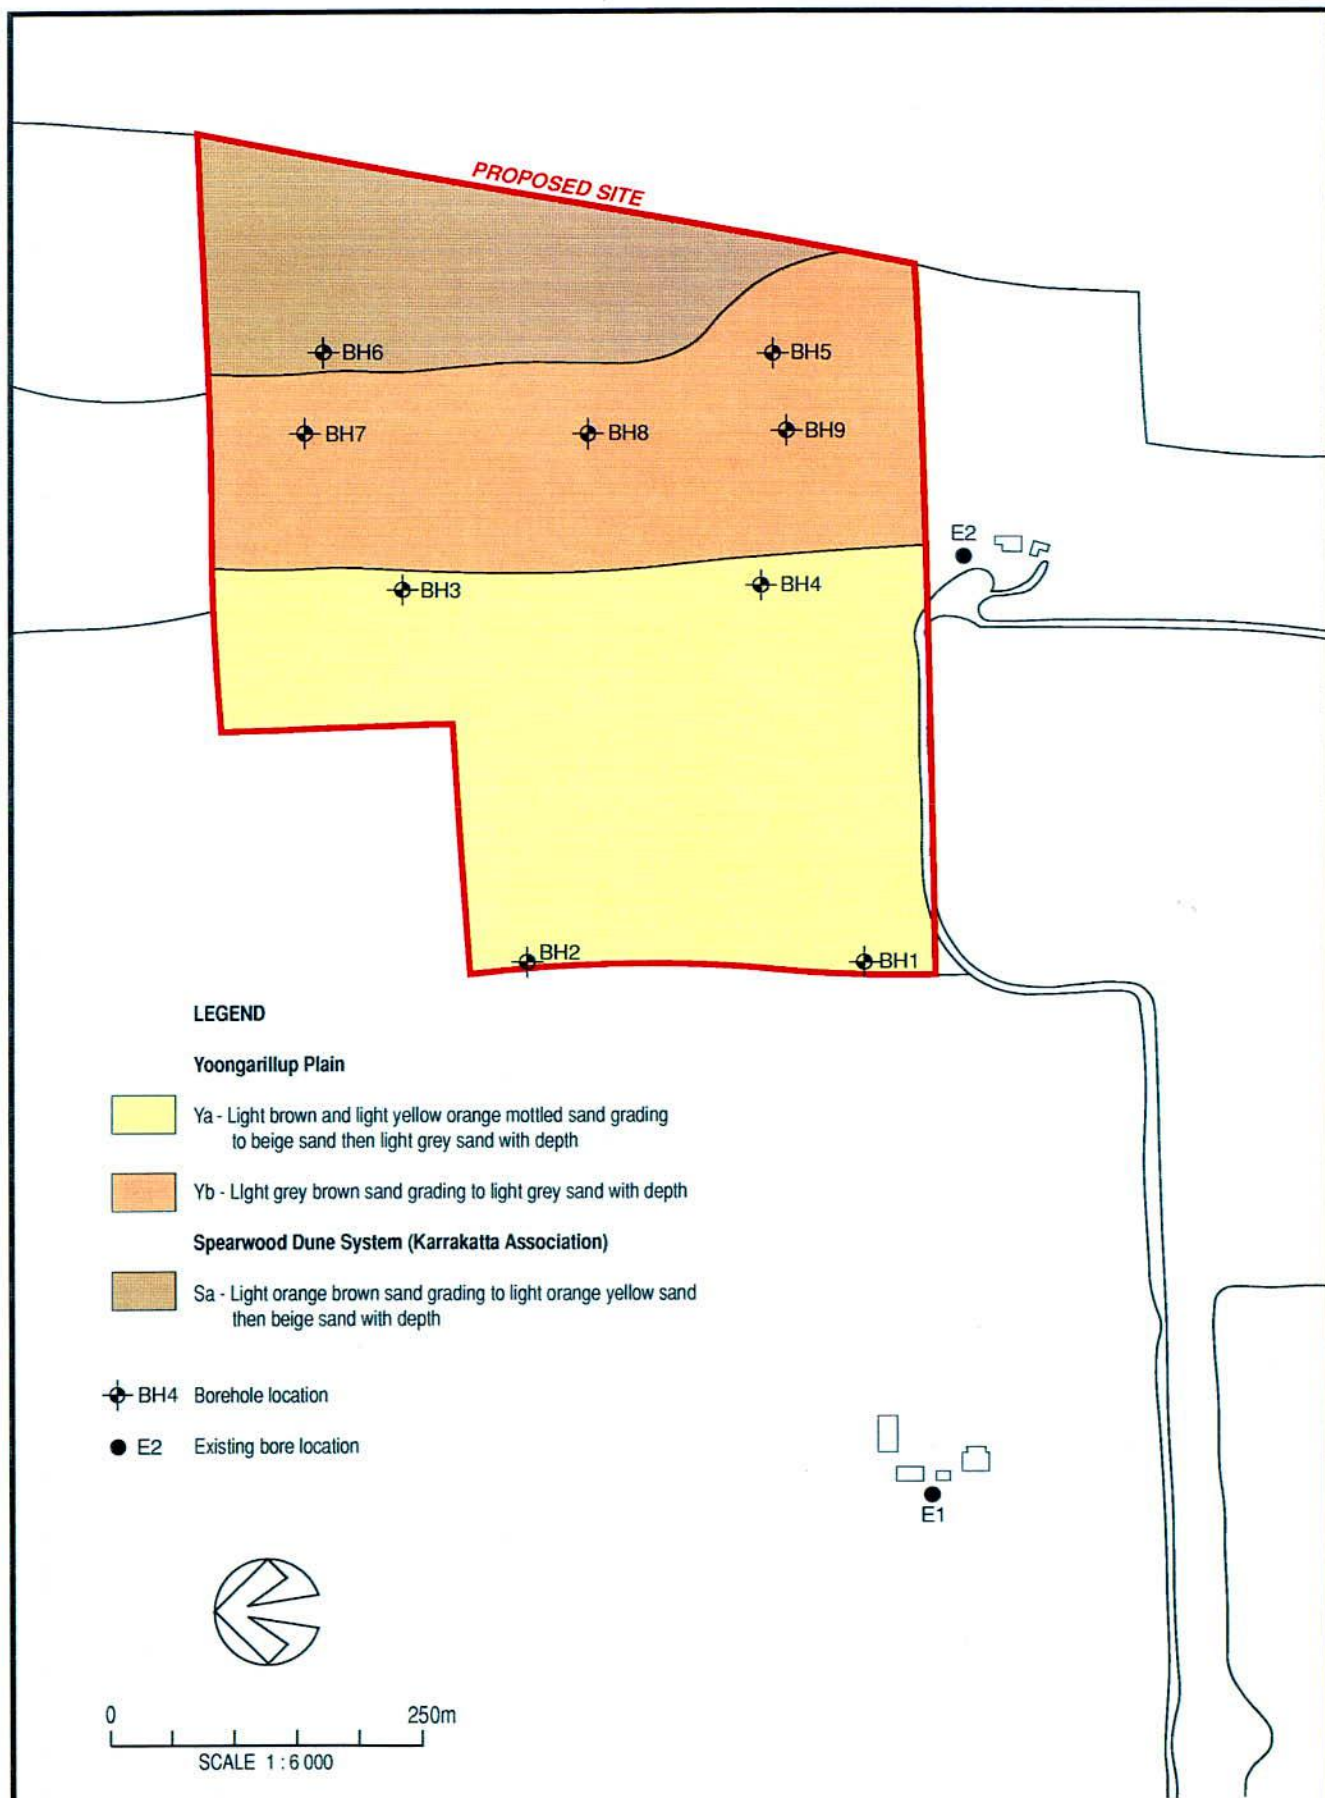 PROPOSED SITE
BH6
BH5
BH7
BH8
BH9
E2
BH3
BH4
BH2
BH1
LEGEND
Yoongarillup Plain
Ya - Light brown and light yellow orange mottled sand grading
to beige sand then light grey sand with depth
Yb - LIght grey brown sand grading to light grey sand with depth
Spearwood Dune System (Karrakatta Association)
Sa - Light orange brown sand grading to light orange yellow sand
then beige sand with depth
BH4 Borehole location
E2 Existing bore location
E1
0 250m
SCALE 1 : 6 000